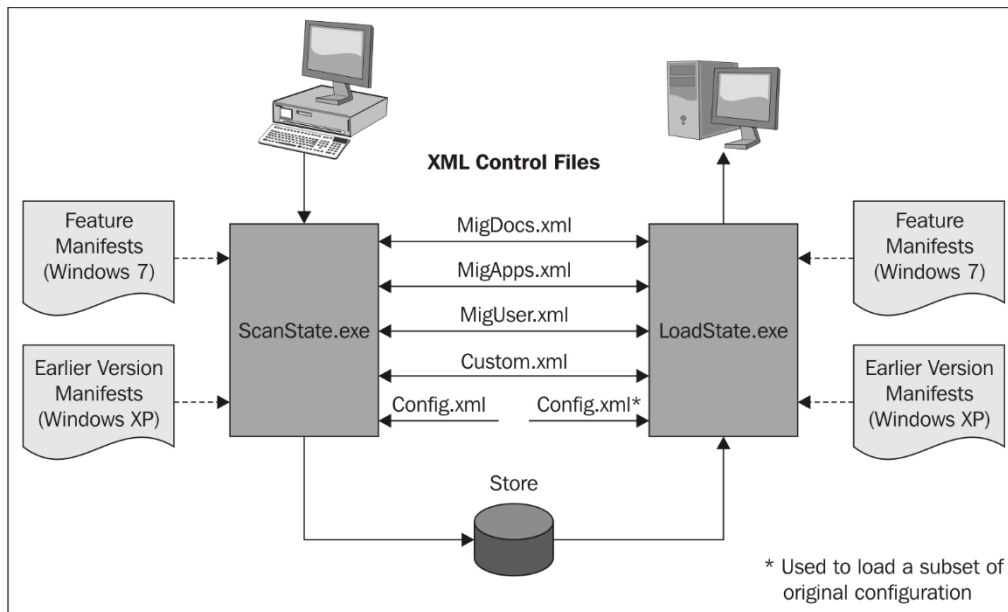 XML Control Files
Feature
Manifests
(Windows 7)
Earlier Version
Manifests
(Windows XP)
ScanState.exe
MigDocs.xml
MigApps.xml
MigUser.xml
Custom.xml
Config.xml
Config.xml*
LoadState.exe
Feature
Manifests
(Windows 7)
Earlier Version
Manifests
(Windows XP)
Store
* Used to load a subset of
original configuration